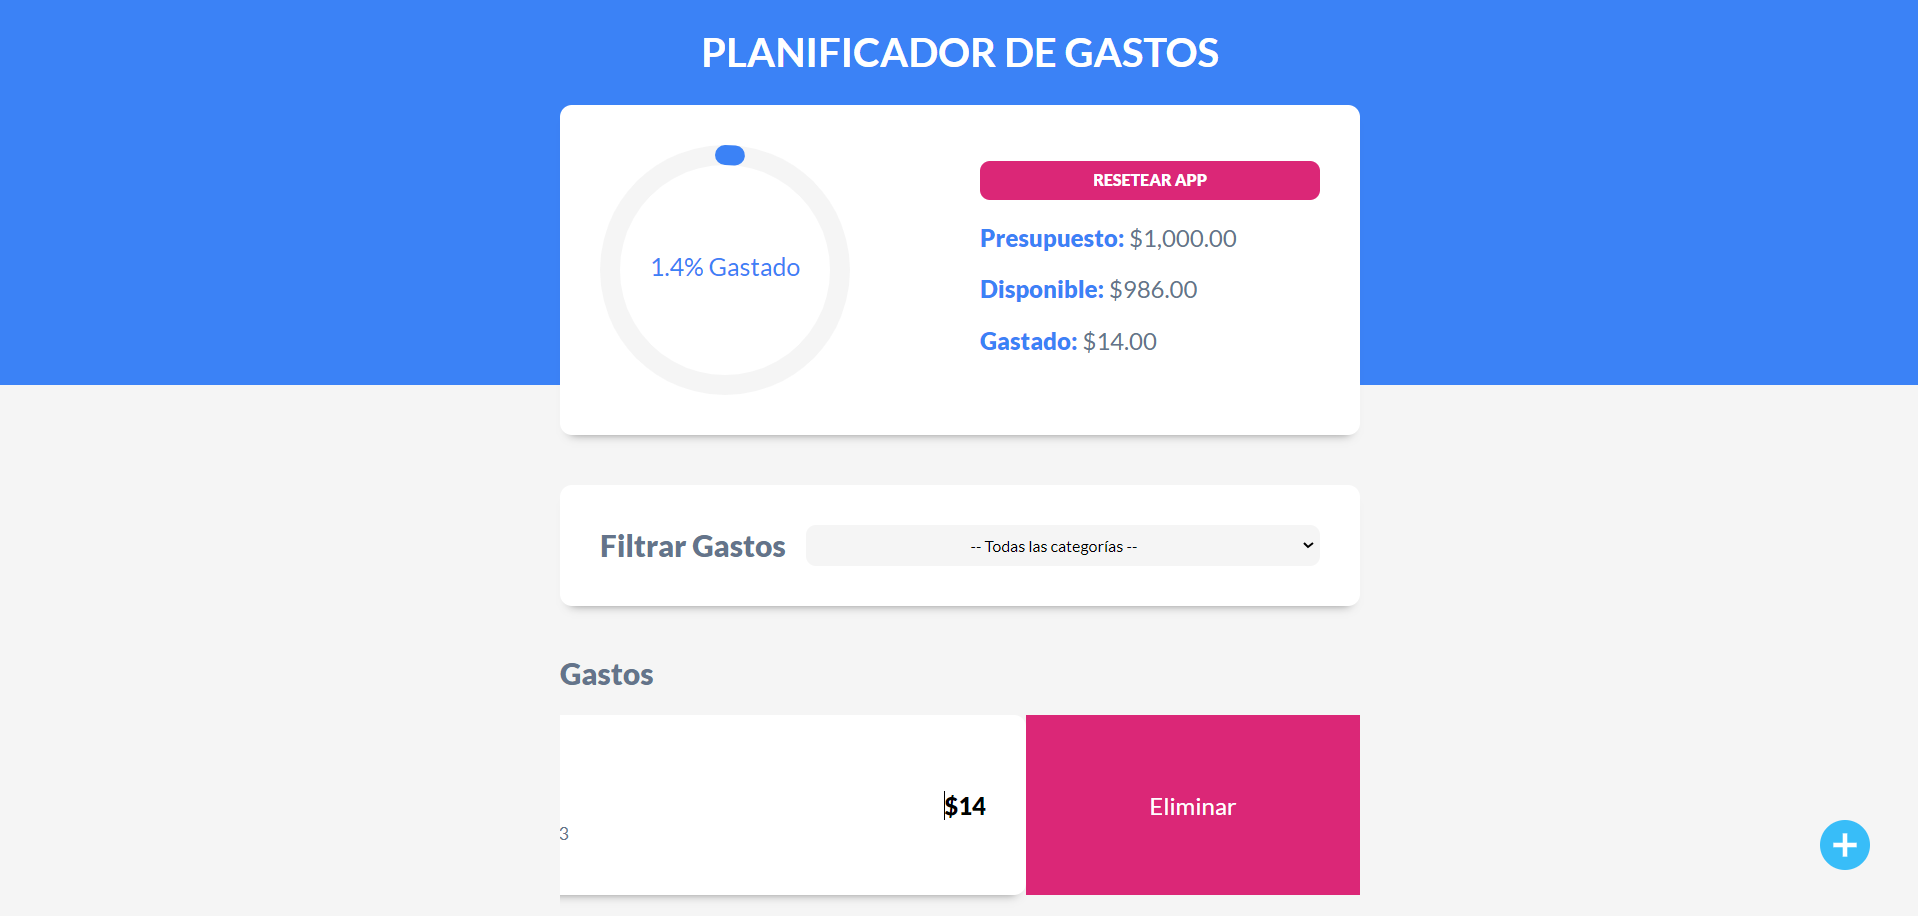 PLANIFICADOR DE GASTOS
1.4% Gastado
RESETEAR APP
Presupuesto: $1,000.00
Disponible: $986.00
Gastado: $14.00
Filtrar Gastos
-- Todas las categorías --
Gastos
$14
3
Eliminar